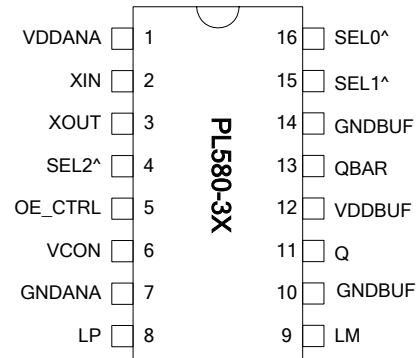 VDDANA 1 16 SEL0^
XIN 2 15 SEL1^
XOUT 3 14 GNDBUF
SEL2^ 4 13 QBAR
OE_CTRL 5 12 VDDBUF
VCON 6 11 Q
GNDANA 7 10 GNDBUF
LP 8 9 LM
PL580-3X